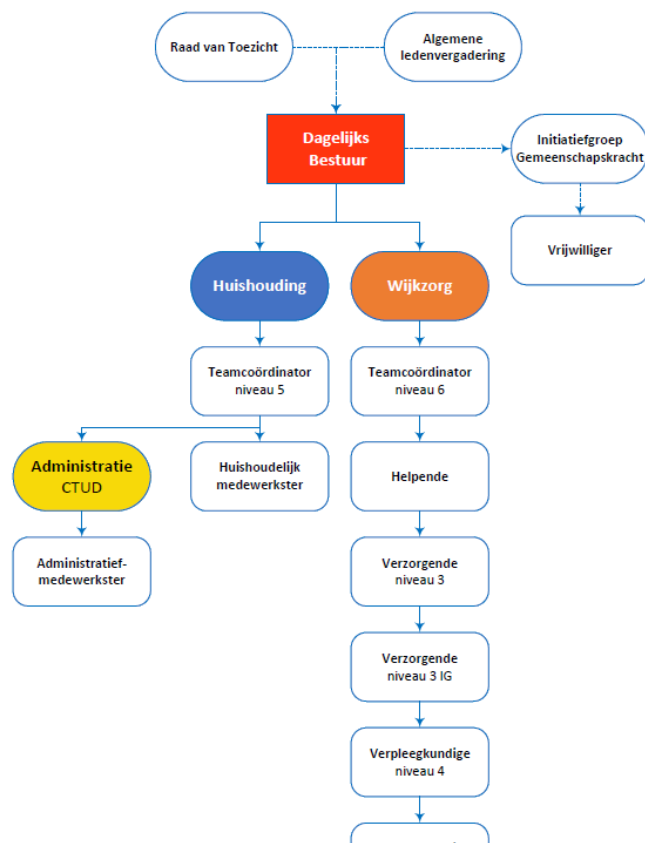 Raad van Toezicht
Algemene
ledenvergadering
Dagelijks
Bestuur
Initiatiefgroep
Gemeenschapskracht
Vrijwilliger
Huishouding
Wijkzorg
Teamcoördinator
niveau 5
Teamcoördinator
niveau 6
Administratie
CTUD
Huishoudelijk
medewerkster
Helpende
Administratief-
medewerkster
Verzorgende
niveau 3
Verzorgende
niveau 3 IG
Verpleegkundige
niveau 4